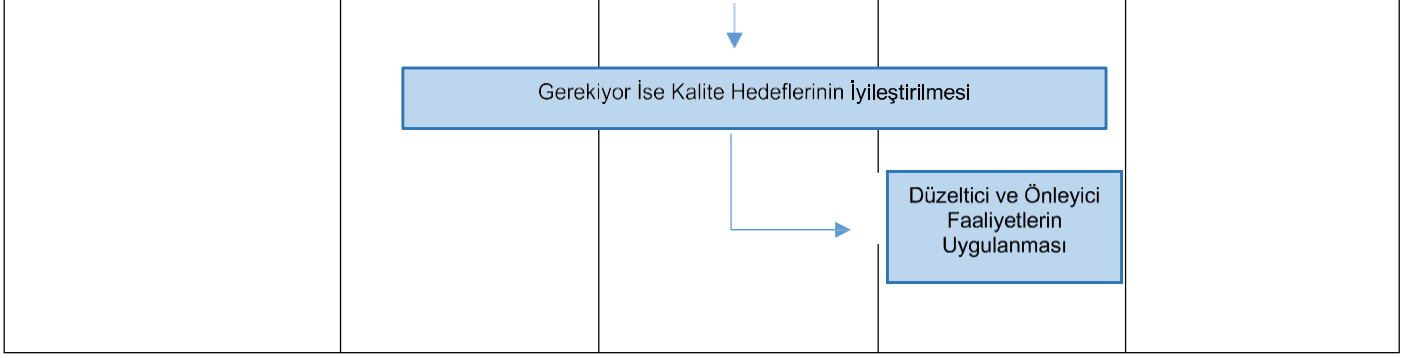 Gerekiyor İse Kalite Hedeflerinin İyileştirilmesi
Düzeltici ve Önleyici
Faaliyetlerin
Uygulanması